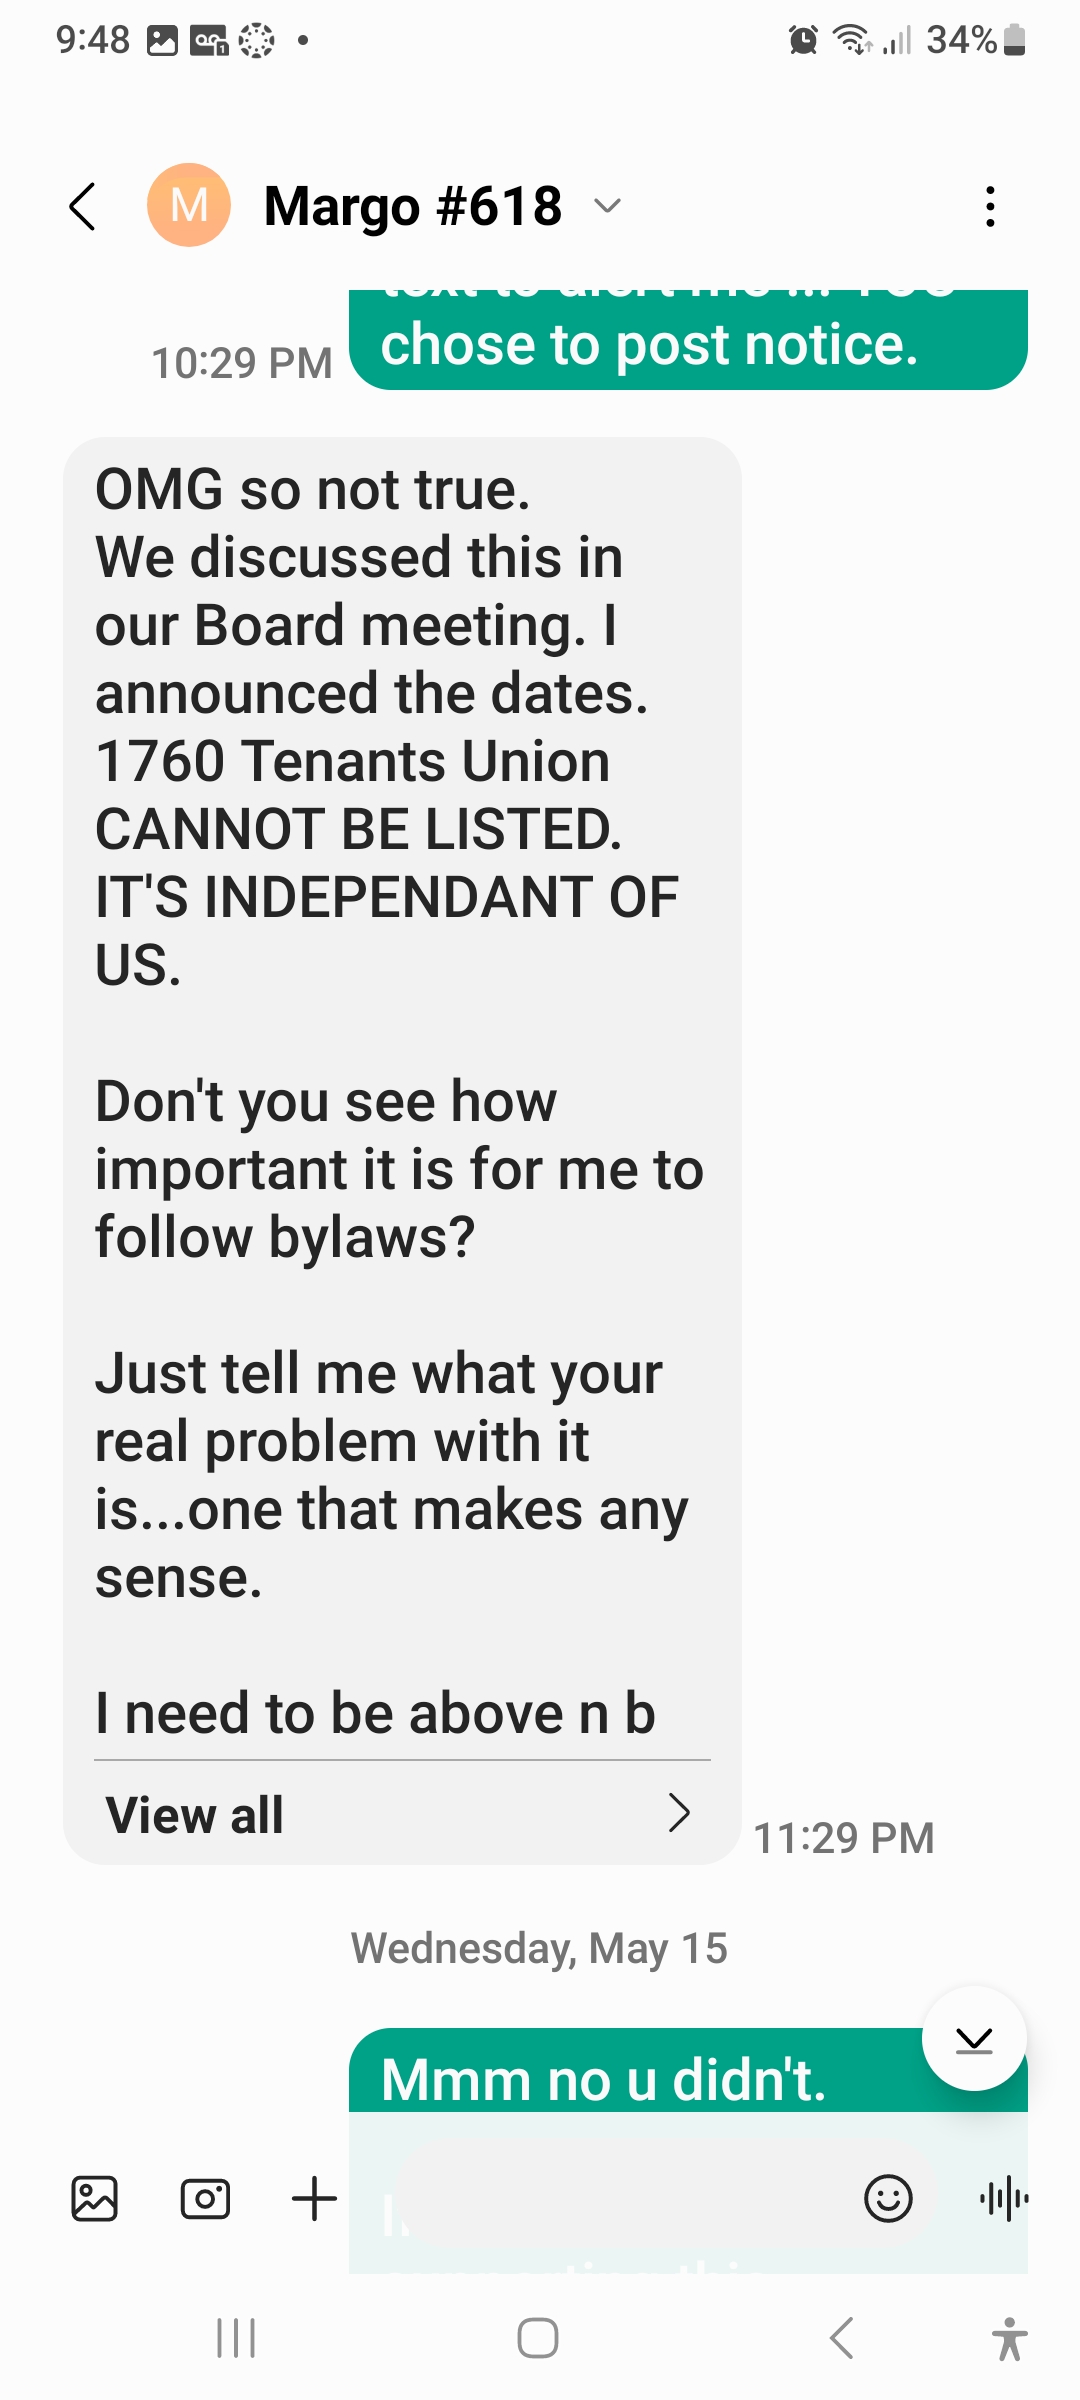 9:48
34%
M
Margo #618
chose to post notice.
10:29 PM
OMG so not true.
We discussed this in
our Board meeting. I
announced the dates.
1760 Tenants Union
CANNOT BE LISTED.
IT'S INDEPENDANT OF
US.
Don't you see how
important it is for me to
follow bylaws?
Just tell me what your
real problem with it
is...one that makes any
sense.
I need to be above n b
View all
11:29 PM
Wednesday, May 15
Mmm no u didn't.